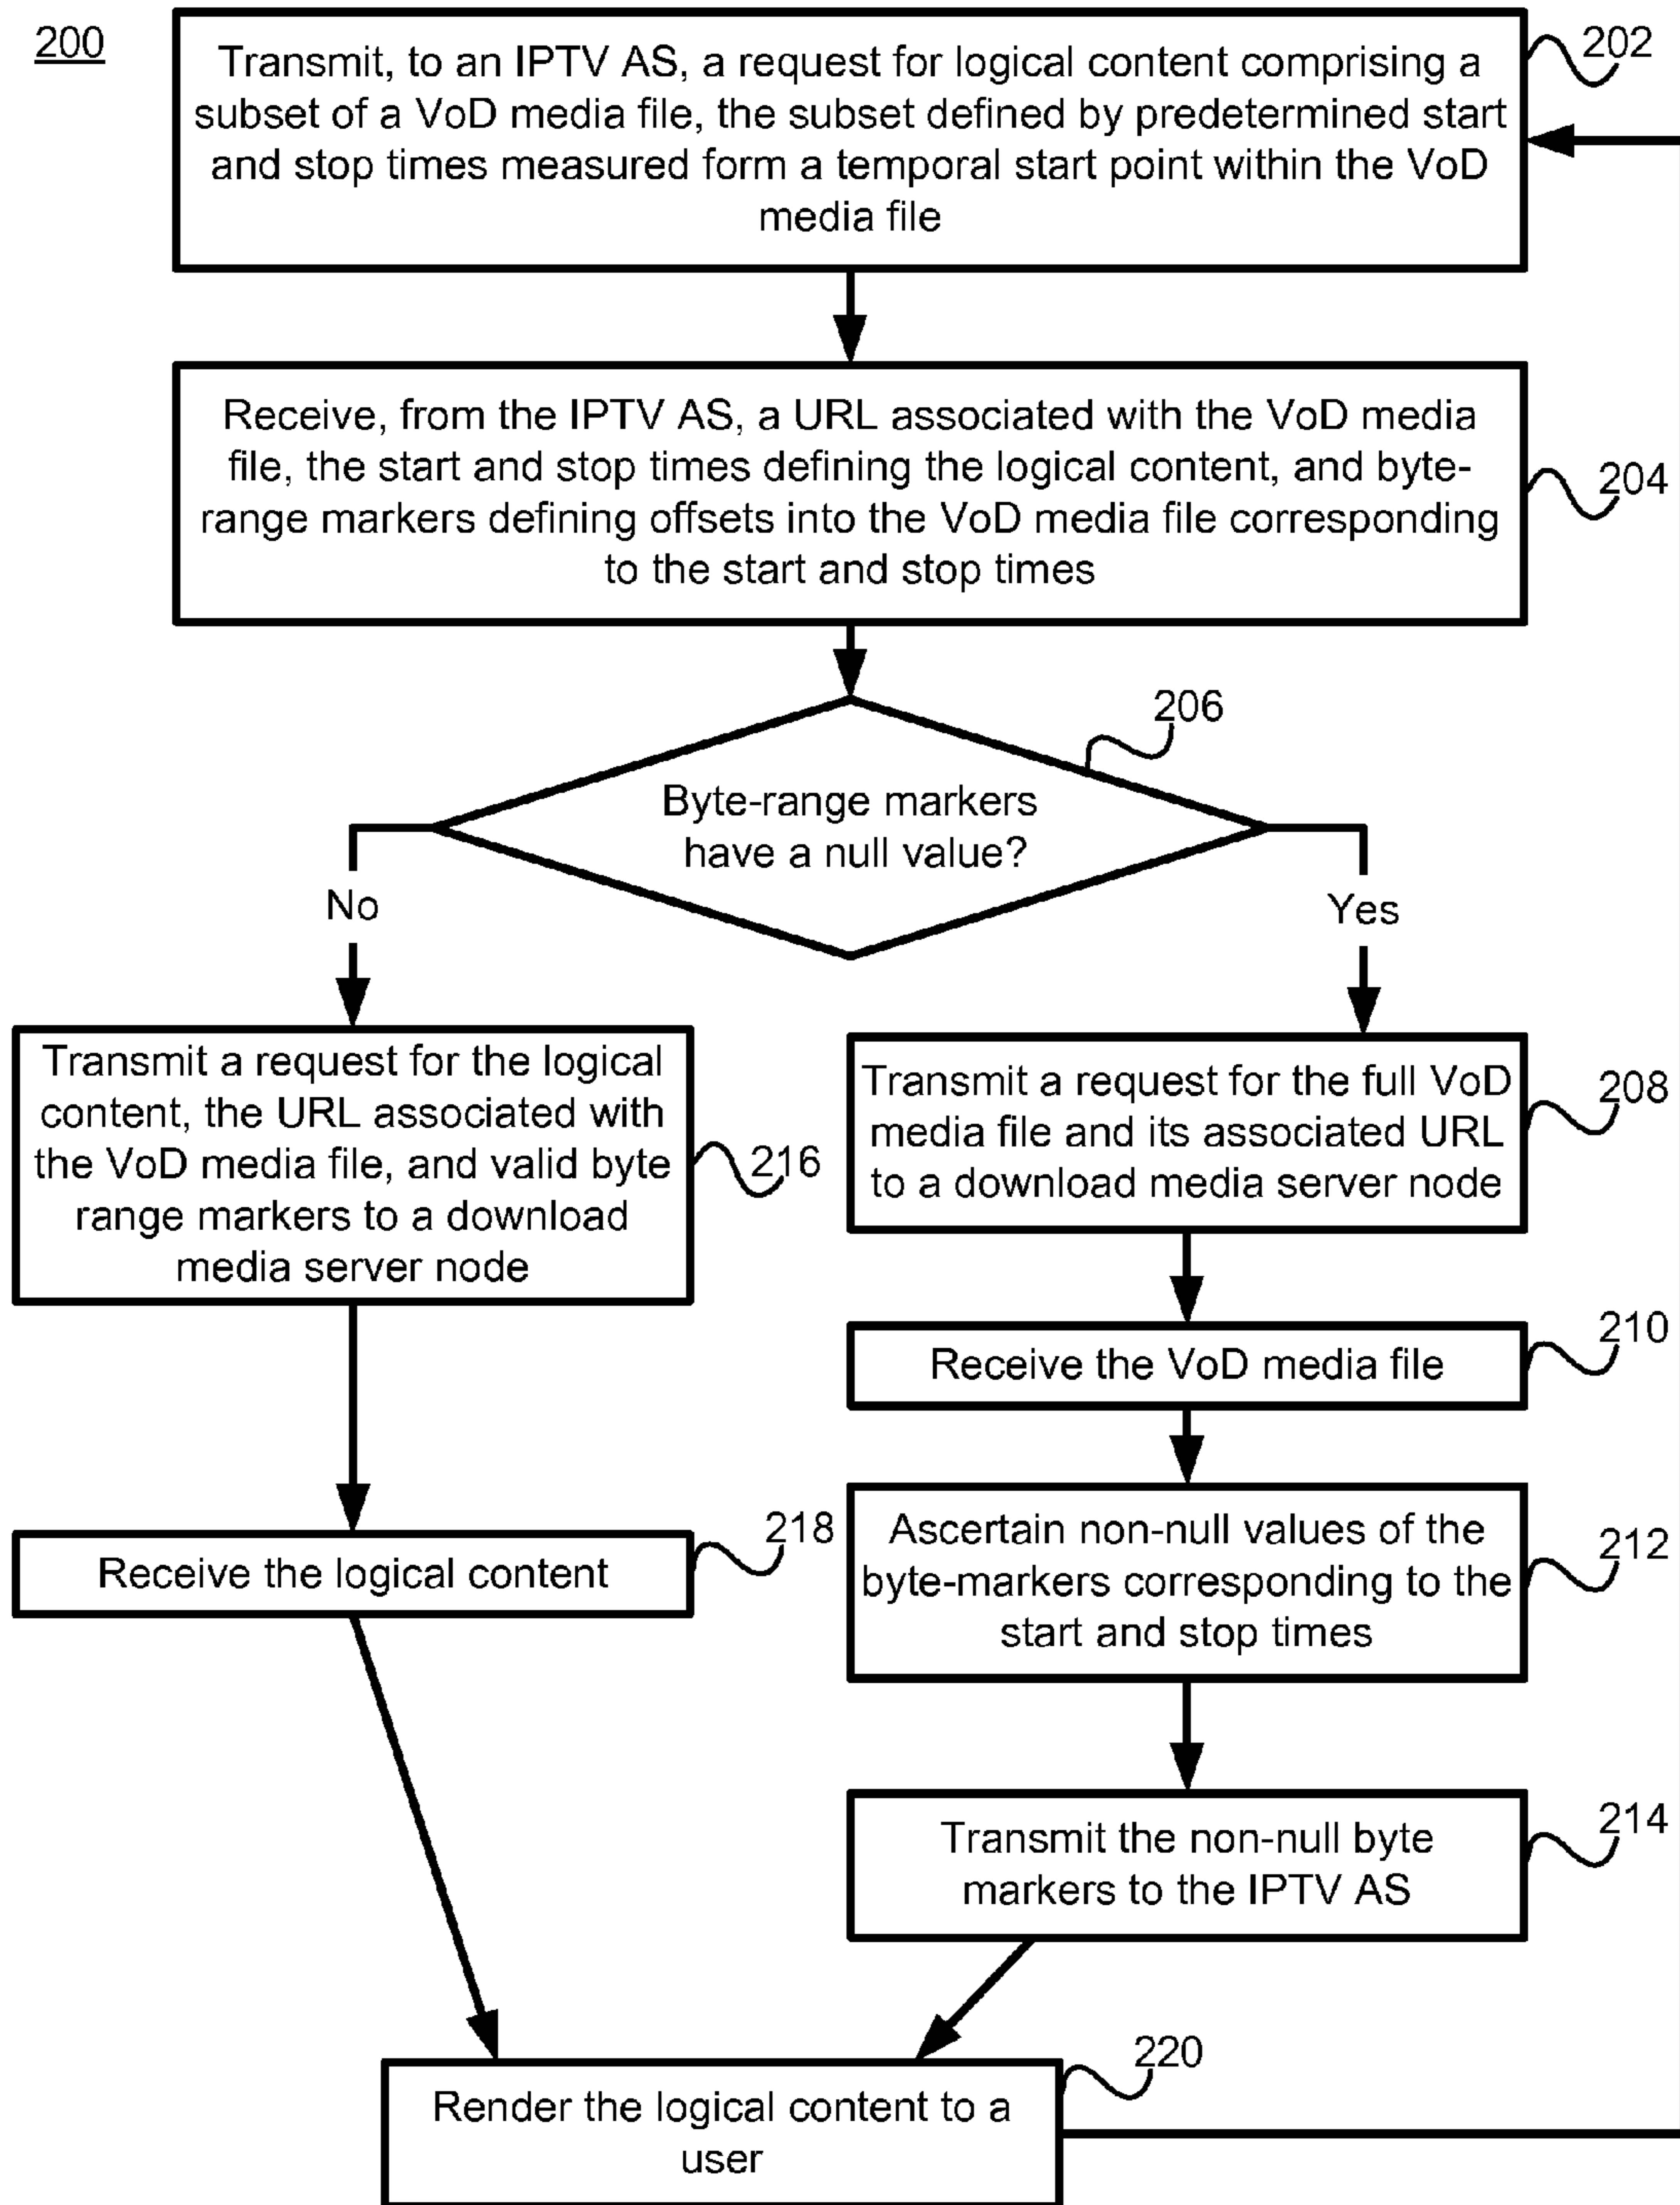 200
Transmit, to an IPTV AS, a request for logical content comprising a
subset of a VoD media file, the subset defined by predetermined start
and stop times measured form a temporal start point within the VoD
media file
202
Receive, from the IPTV AS, a URL associated with the VoD media
file, the start and stop times defining the logical content, and byte-
range markers defining offsets into the VoD media file corresponding
to the start and stop times
204
206
Byte-range markers
have a null value?
No
Yes
Transmit a request for the logical
content, the URL associated with
the VoD media file, and valid byte
range markers to a download
media server node
216
Transmit a request for the full VoD
media file and its associated URL
to a download media server node
208
Receive the VoD media file
210
Receive the logical content
218
Ascertain non-null values of the
byte-markers corresponding to the
start and stop times
212
Transmit the non-null byte
markers to the IPTV AS
214
Render the logical content to a
user
220